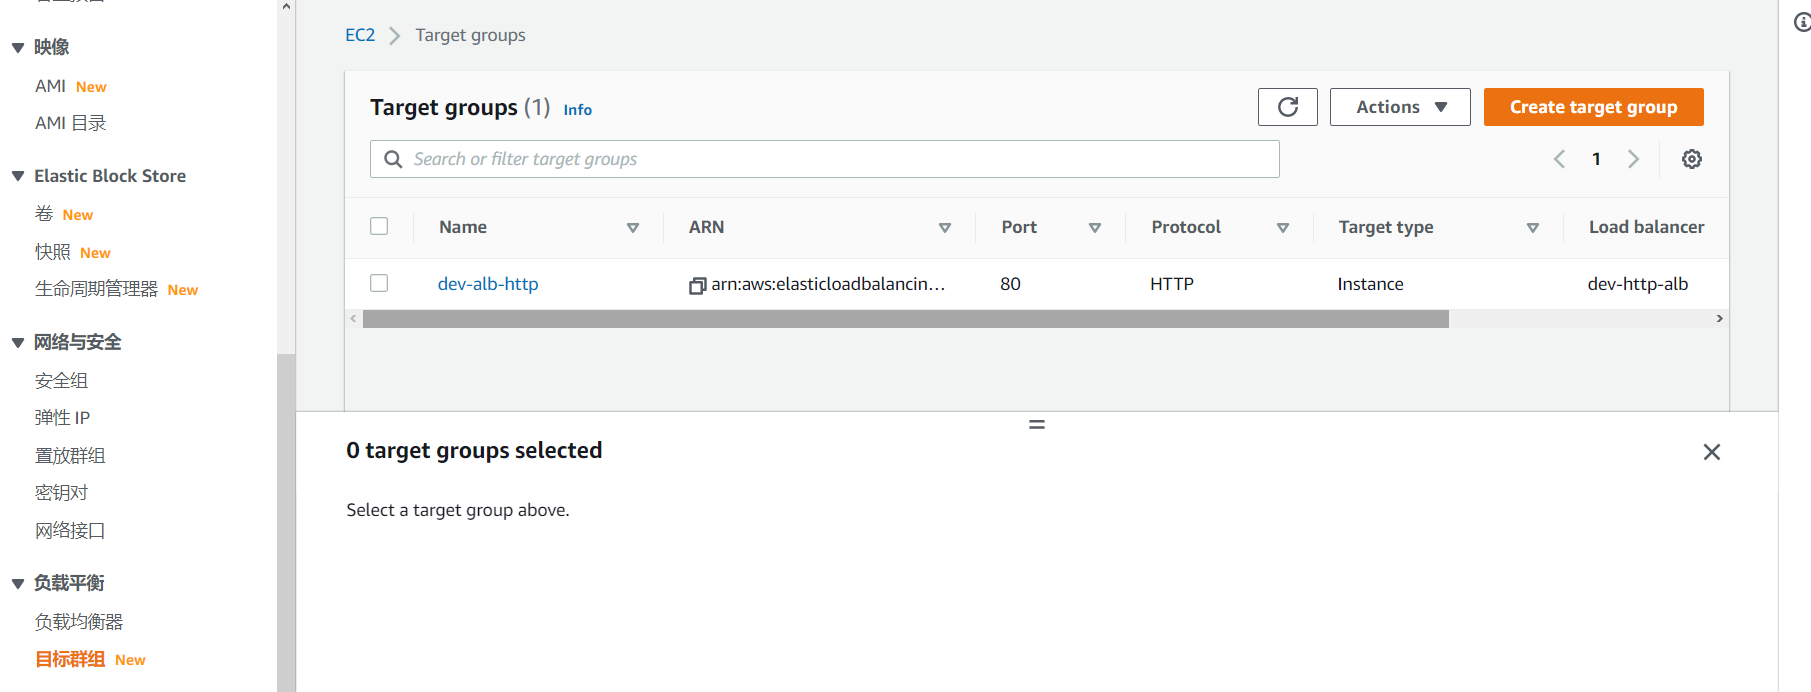 映像
AMI New
AMI 目录
Elastic Block Store
卷 New
快照 New
生命周期管理器 New
网络与安全
安全组
弹性 IP
置放群组
密钥对
网络接口
负载平衡
负载均衡器
目标群组 New
EC2 Target groups
Target groups (1) Info
Actions
Create target group
Search or filter target groups
1
Name ARN Port Protocol Target type Load balancer
dev-alb-http arn:aws:elasticloadbalancin... 80 HTTP Instance dev-http-alb
0 target groups selected
Select a target group above.